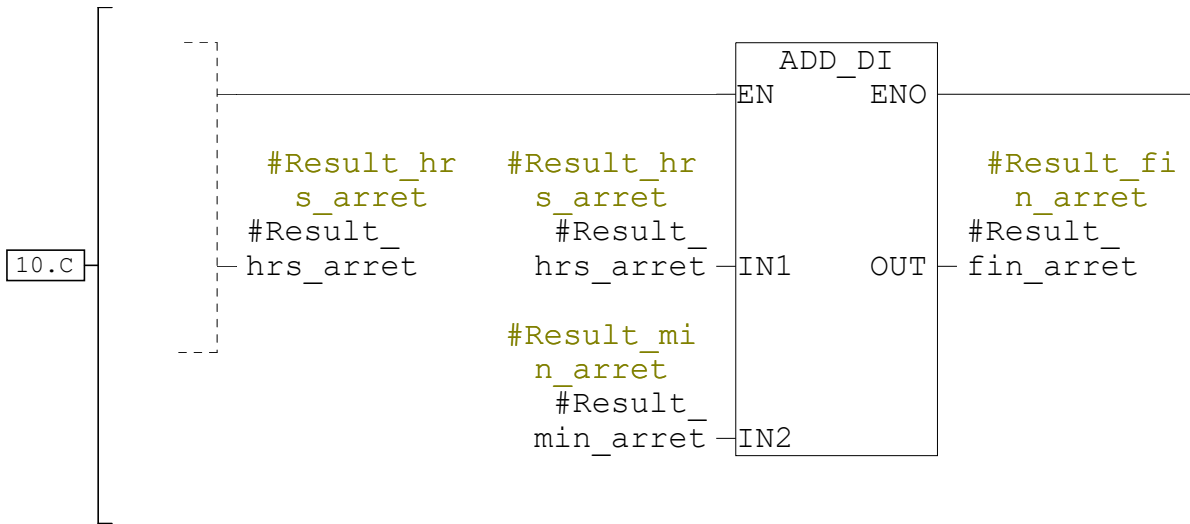 ADD_DI
EN ENO
#Result_hr
s_arret
#Result_
hrs_arret
#Result_hr
s_arret
#Result_
hrs_arret
IN1 OUT
#Result_fi
n_arret
#Result_
fin_arret
10.C
#Result_mi
n_arret
#Result_
min_arret
IN2